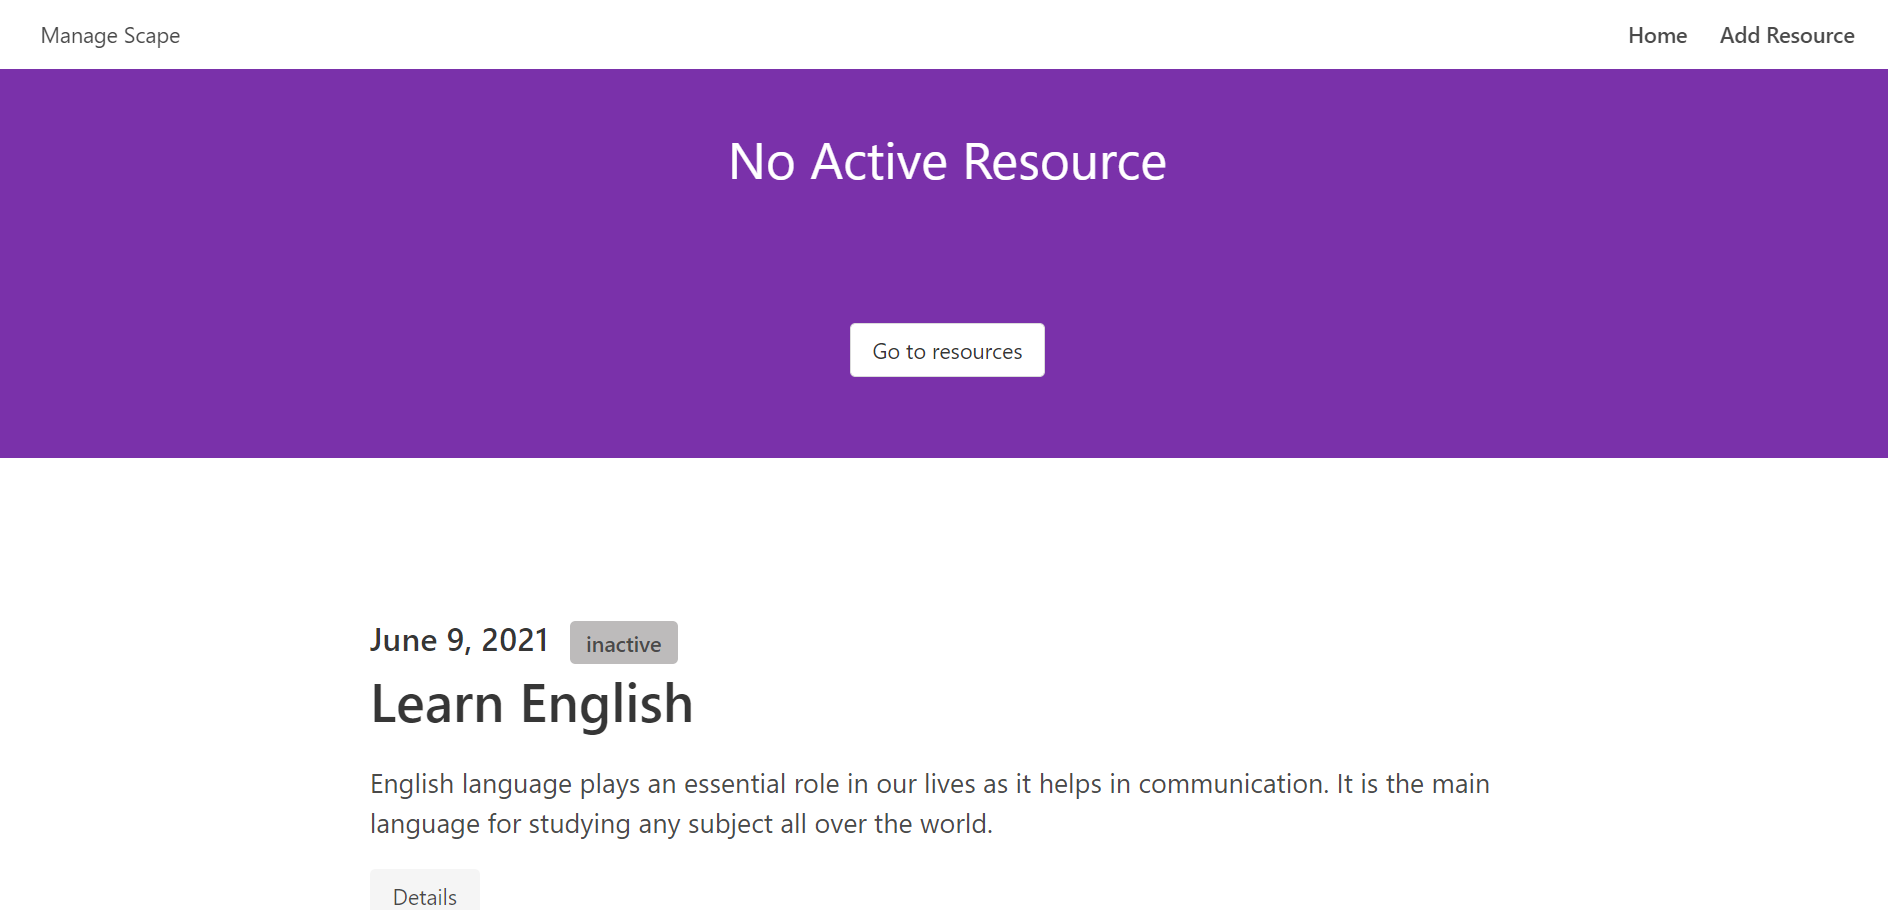 Manage Scape
Home
Add Resource
No Active Resource
Go to resources
June 9, 2021
inactive
Learn English
English language plays an essential role in our lives as it helps in communication. It is the main
language for studying any subject all over the world.
Details